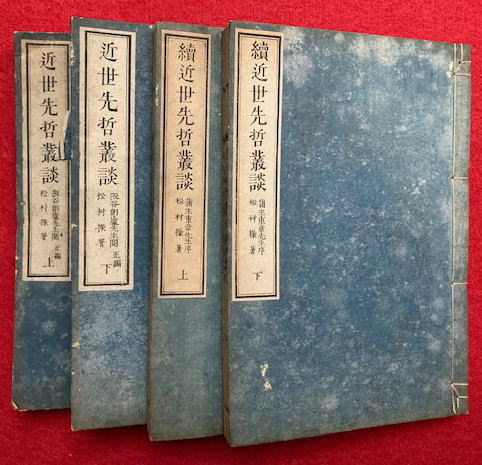 續近世先哲叢談
蒲生重章先生序
松村操著
下
續近世先哲叢談
蒲生重章先生序
松村操著
上
近世先哲叢談
阪谷朗廬先生閲 正編
松村操著
下
近世先哲叢談
阪谷朗廬先生閲 正編
松村操著
上